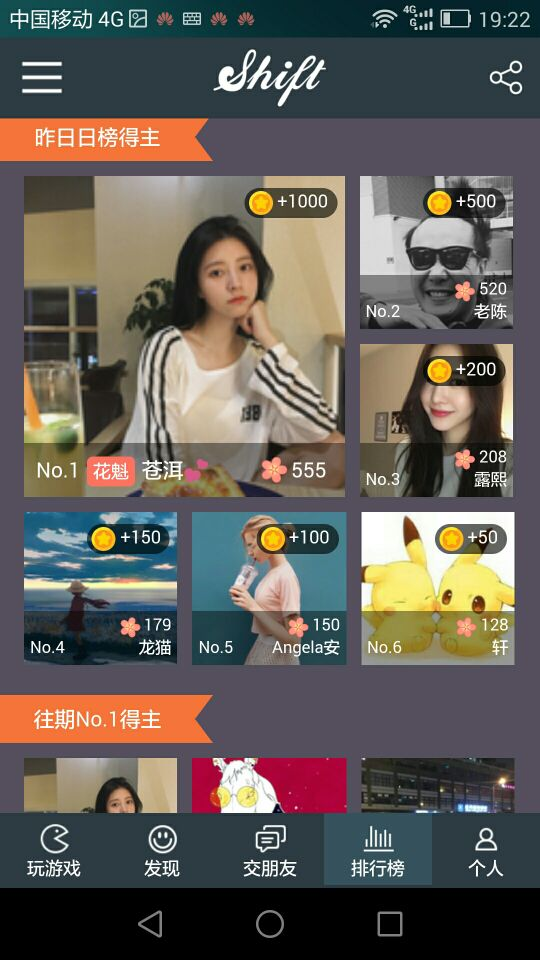 中国移动 4G
4G
G
19:22
Shift
昨日日榜得主
+1000
+500
520
No.2
老陈
+200
No.1
花魁
苍洱
555
208
No.3
露熙
+150
+100
+50
179
No.4
龙猫
150
No.5
Angela安
128
No.6
轩
往期No.1得主
玩游戏
发现
交朋友
排行榜
个人